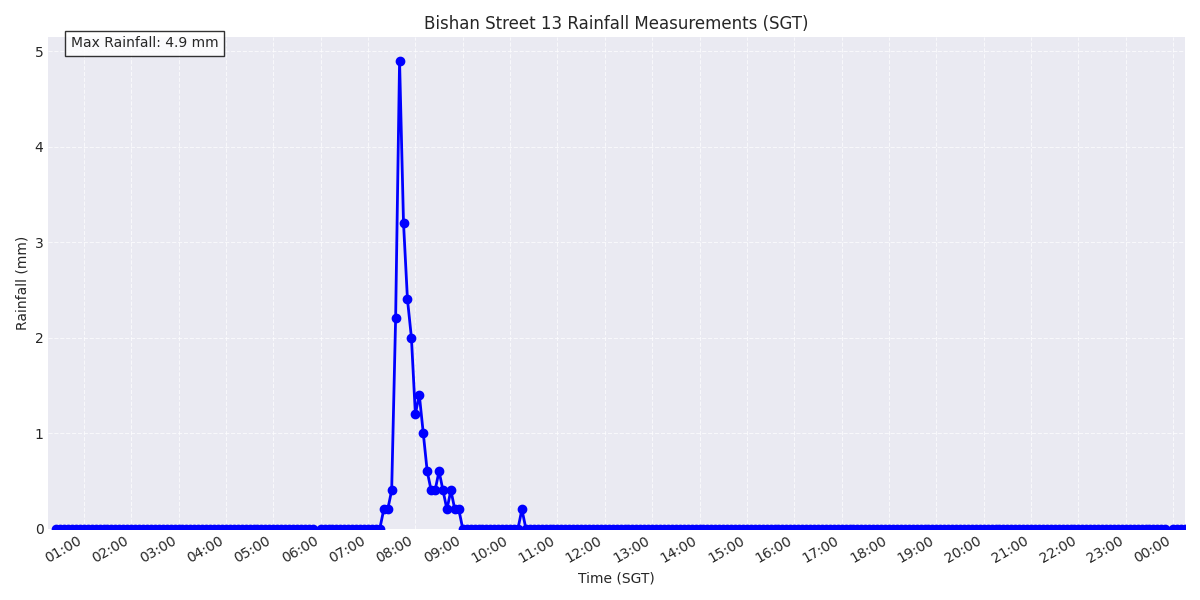 Bishan Street 13 Rainfall Measurements (SGT)
Max Rainfall: 4.9 mm
5
4
3
2
1
0
Rainfall (mm)
01:00 02:00 03:00 04:00 05:00 06:00 07:00 08:00 09:00 10:00 11:00 12:00 13:00 14:00 15:00 16:00 17:00 18:00 19:00 20:00 21:00 22:00 23:00 00:00
Time (SGT)